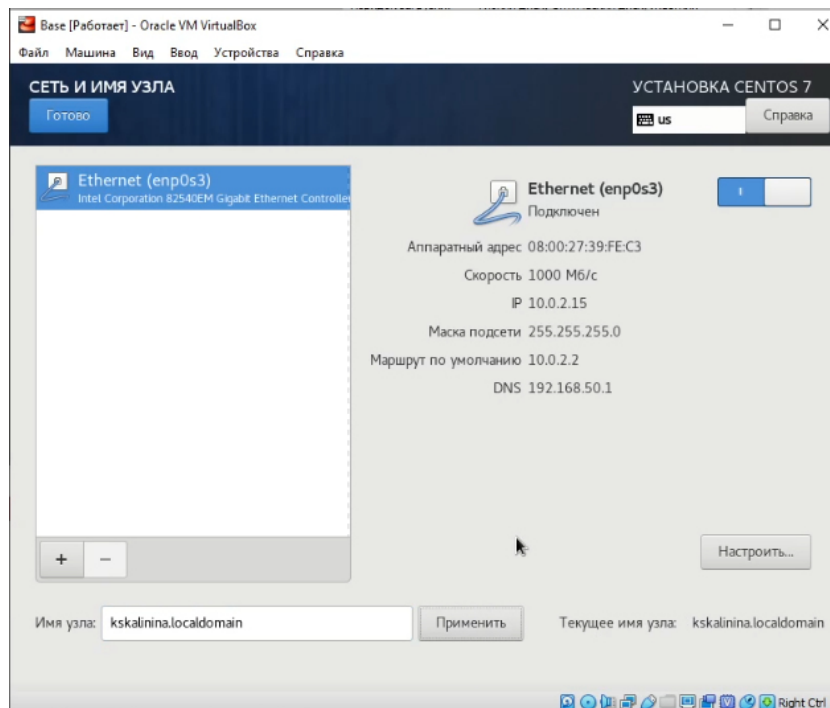 Base [Работает] - Oracle VM VirtualBox
Файл Машина Вид Ввод Устройства Справка
СЕТЬ И ИМЯ УЗЛА
УСТАНОВКА CENTOS 7
Готово
us
Справка
Ethernet (enp0s3)
Intel Corporation 82540EM Gigabit Ethernet Controlle
Ethernet (enp0s3)
Подключен
I
Аппаратный адрес 08:00:27:39:FE:C3
Скорость 1000 Мб/с
IP 10.0.2.15
Маска подсети 255.255.255.0
Маршрут по умолчанию 10.0.2.2
DNS 192.168.50.1
+ −
Настроить...
Имя узла: kskalinina.localdomain Применить Текущее имя узла: kskalinina.localdomain
Right Ctrl